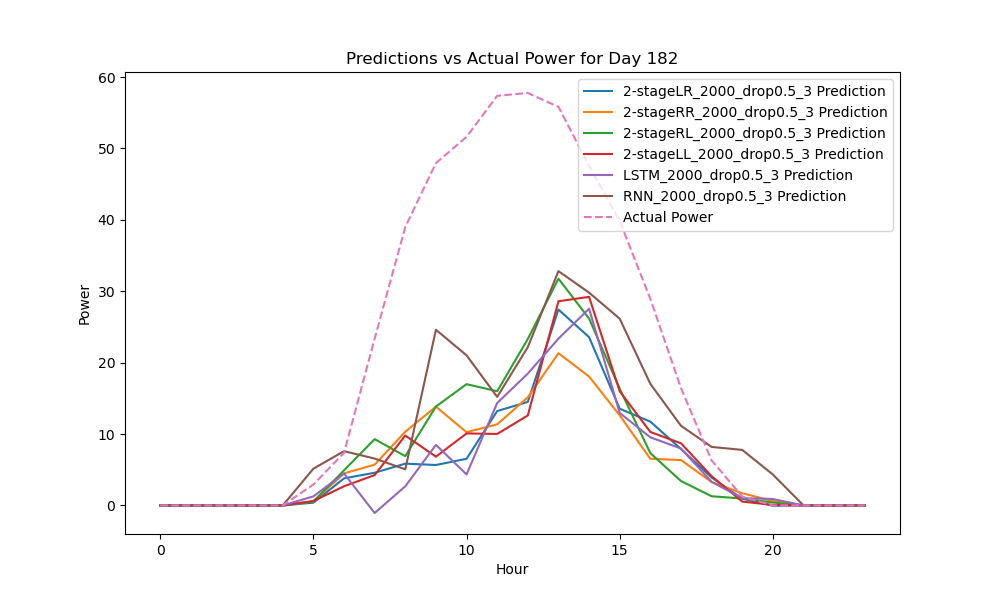 Predictions vs Actual Power for Day 182
60
50
40
30
20
10
0
Power
2-stageLR_2000_drop0.5_3 Prediction
2-stageRR_2000_drop0.5_3 Prediction
2-stageRL_2000_drop0.5_3 Prediction
2-stageLL_2000_drop0.5_3 Prediction
LSTM_2000_drop0.5_3 Prediction
RNN_2000_drop0.5_3 Prediction
Actual Power
0 5 10 15 20
Hour